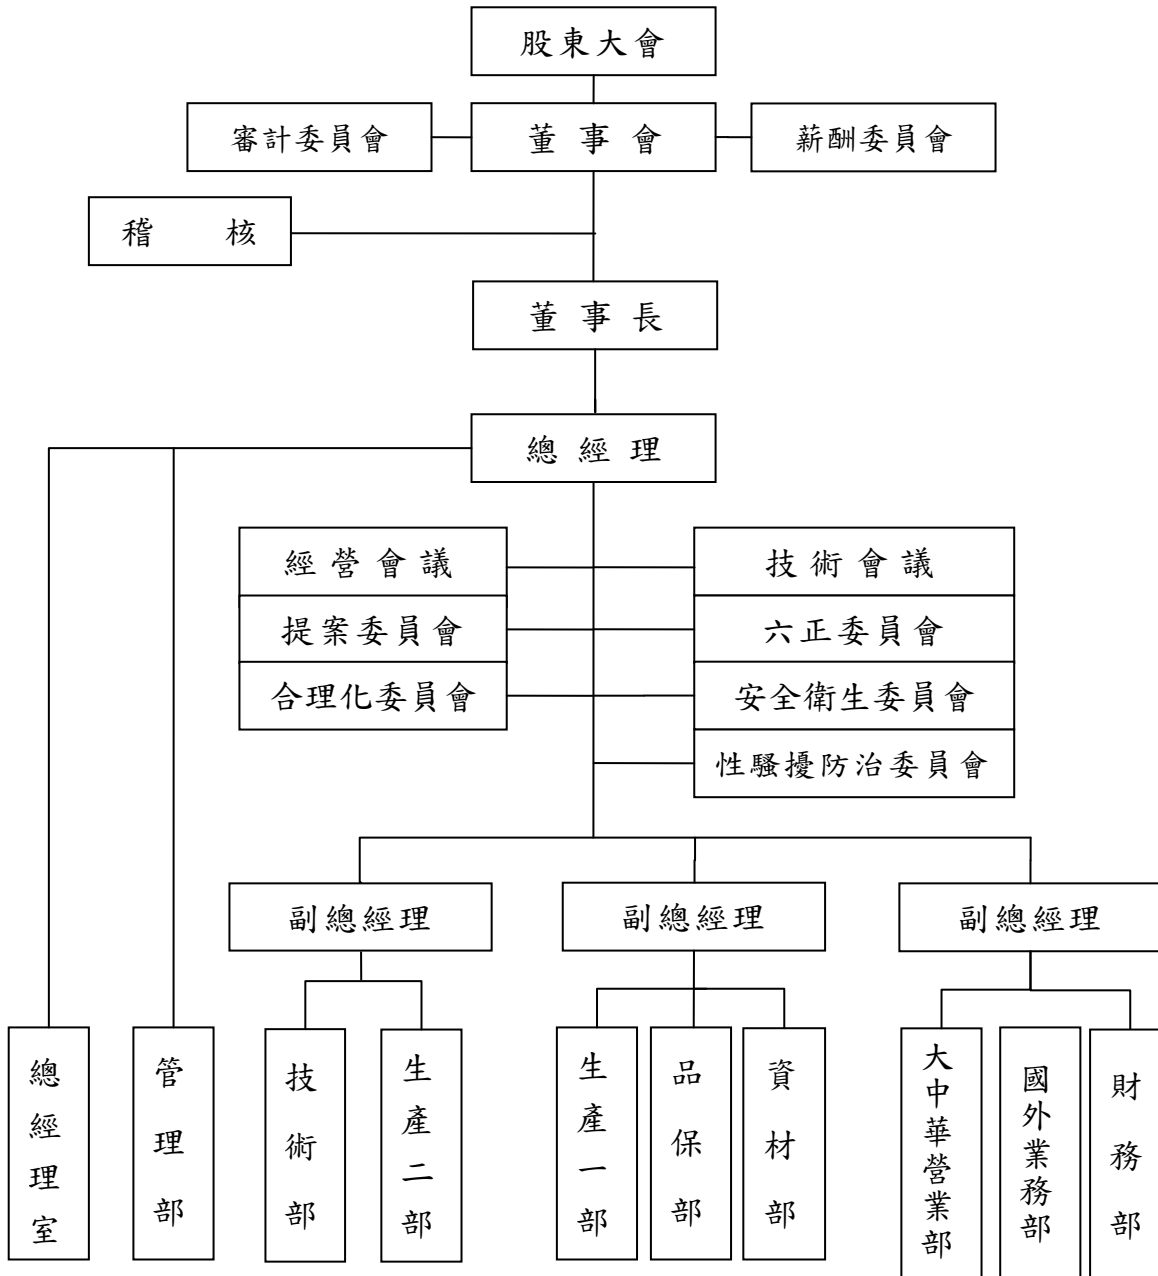 股東大會
審計委員會
董事會
薪酬委員會
稽核
董事長
總經理
經營會議
技術會議
提案委員會
六正委員會
合理化委員會
安全衛生委員會
性騷擾防治委員會
副總經理
副總經理
副總經理
總經理室
管理部
技術部
生產二部
生產一部
品保部
資材部
大中華營業部
國外業務部
財務部